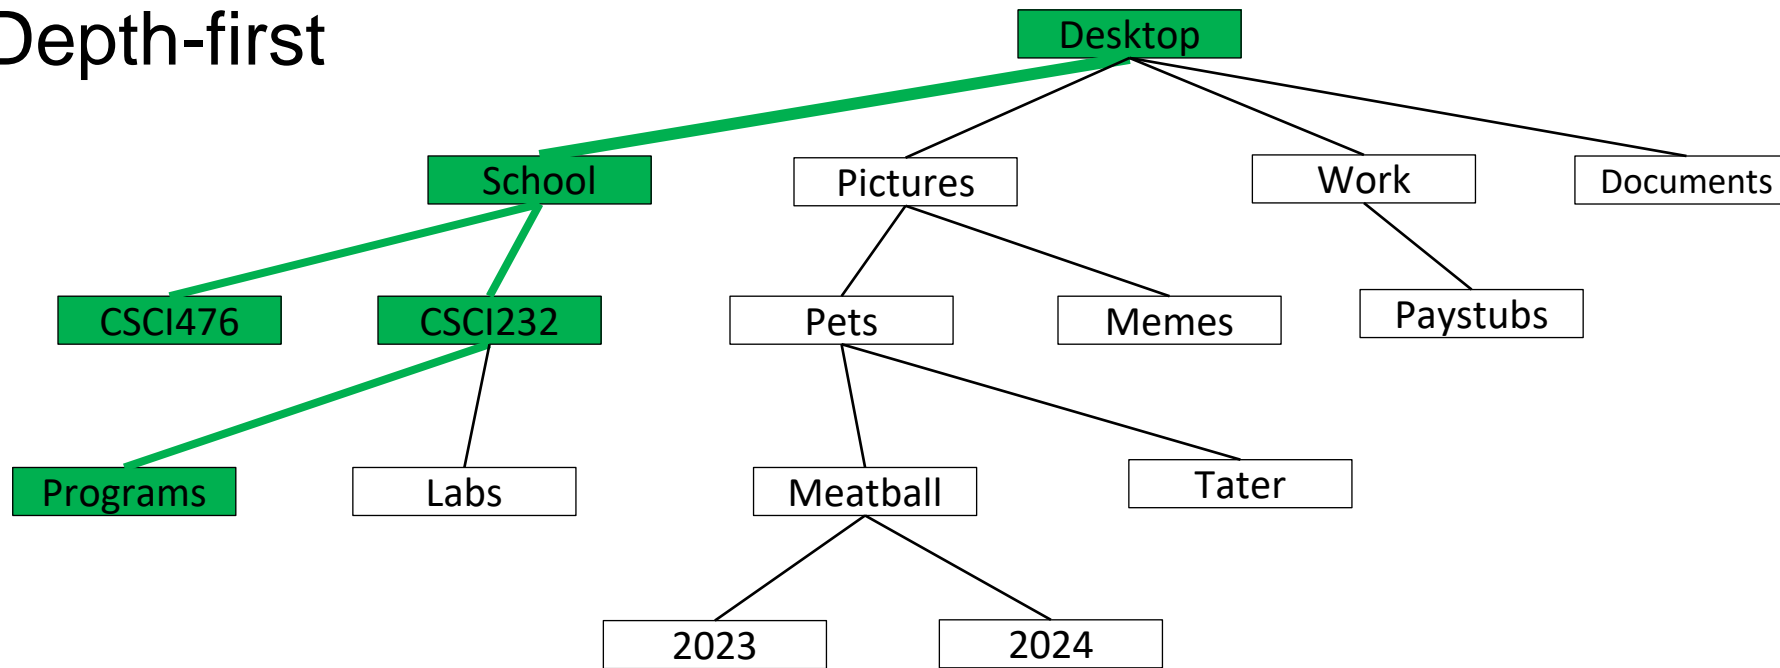 Depth-first
Desktop
School
Pictures
Work
Documents
CSCI476
CSCI232
Pets
Memes
Paystubs
Programs
Labs
Meatball
Tater
2023
2024